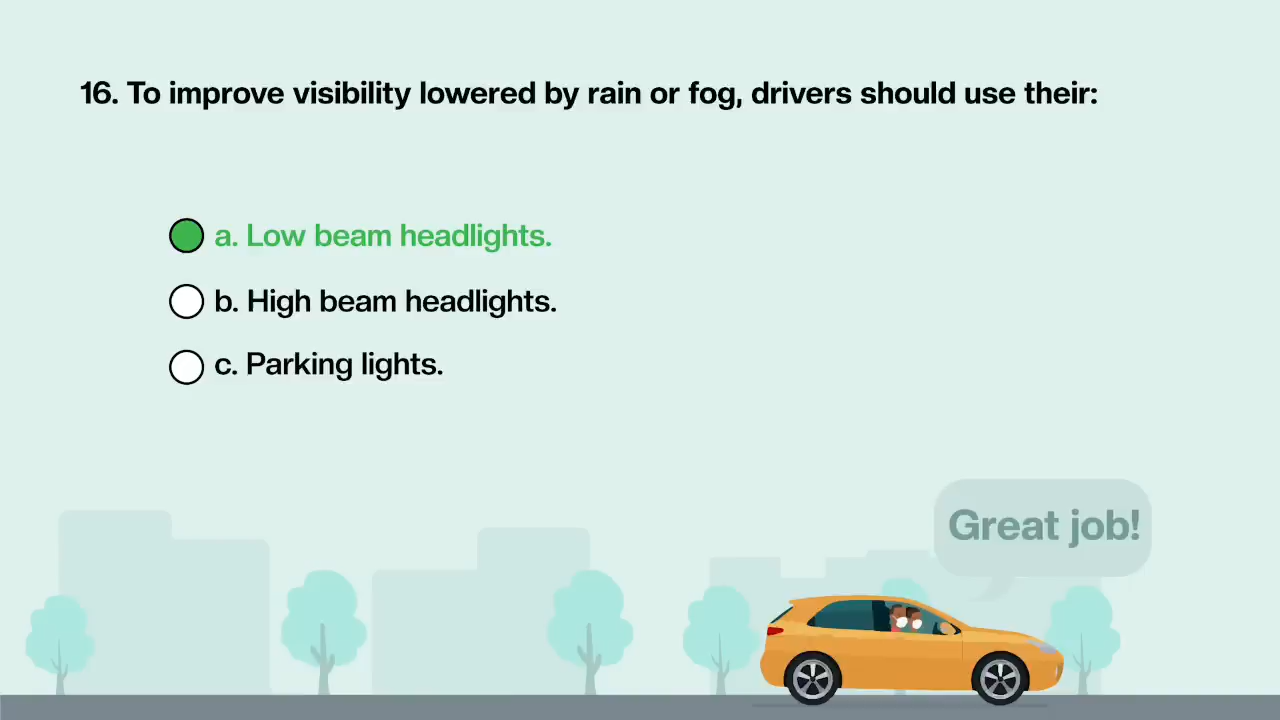 16. To improve visibility lowered by rain or fog, drivers should use their:
a. Low beam headlights.
b. High beam headlights.
c. Parking lights.
Great job!